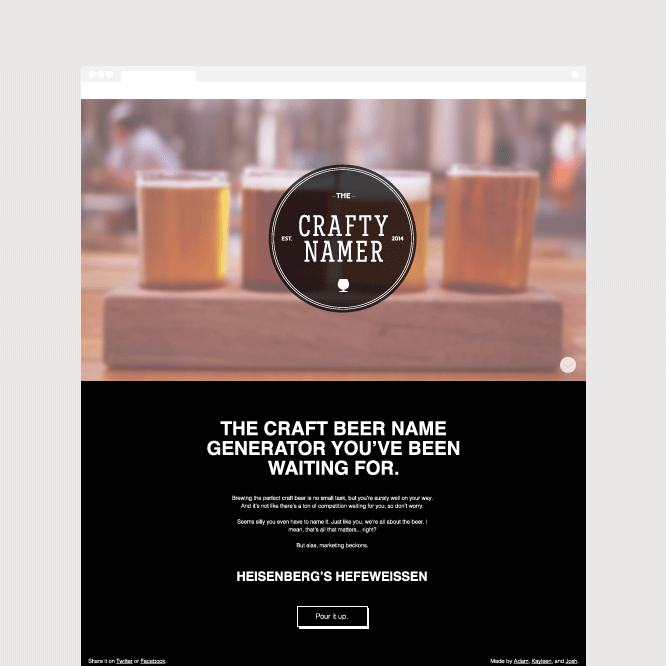 THE
CRAFTY
EST.
2014
NAMER
THE CRAFT BEER NAME
GENERATOR YOU'VE BEEN
WAITING FOR.
Brewing the perfect craft beer is no small task, but you're surely well on your way.
And it's not like there's a ton of competition waiting for you, so don't worry.
Seems silly you even have to name it. Just like you, we're all about the beer. I
mean, that's all that matters... right?
But alas, marketing beckons.
HEISENBERG'S HEFEWEISSEN
Pour it up.
Share it on Twitter or Facebook.
Made by Adam, Kayleen, and Josh.